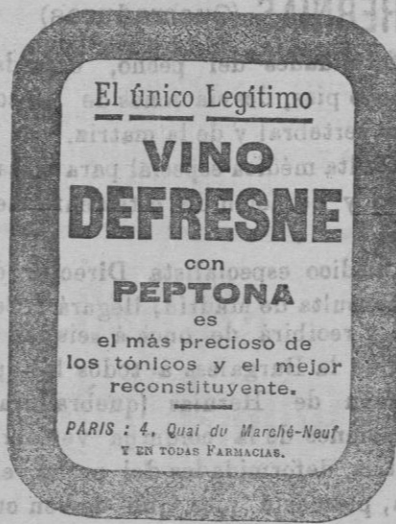 El único Legítimo
VINO
DEFRESNE
con
PEPTONA
es
el más precioso de
los tónicos y el mejor
reconstituyente.
PARIS : 4, Quai du Marché-Neuf
Y EN TODAS FARMACIAS.